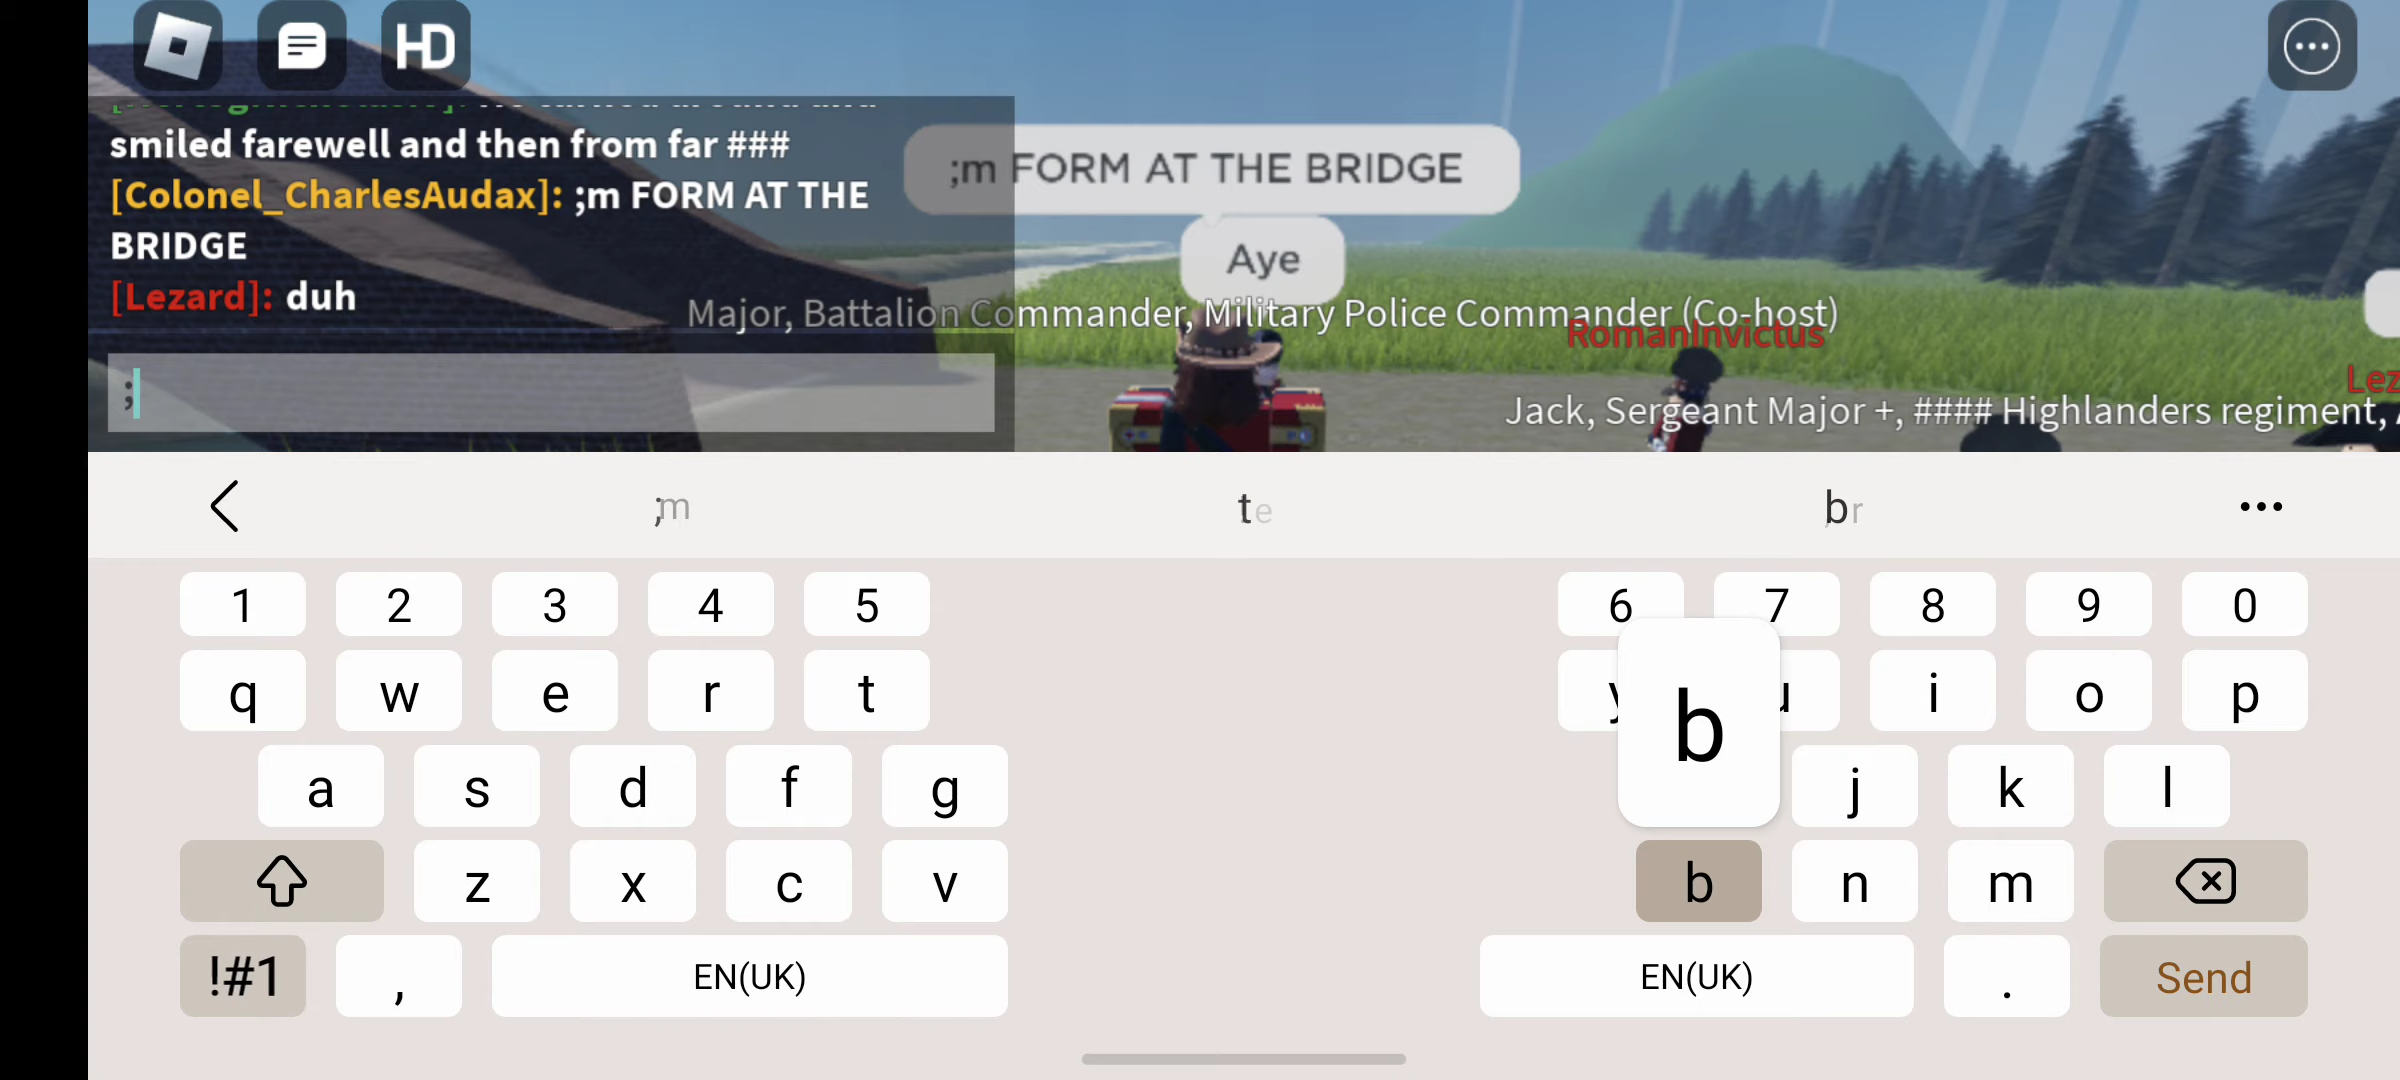 HD
smiled farewell and then from far ###
[Colonel_CharlesAudax]: ;m FORM AT THE
BRIDGE
[Lezard]: duh
;
;m FORM AT THE BRIDGE
Aye
Major, Battalion Commander, Military Police Commander (Co-host)
RomanInvictus
Lez
Jack, Sergeant Major +, #### Highlanders regiment,
;m
te
br
1 2 3 4 5 6 7 8 9 0
q w e r t y u i o p
b
a s d f g j k l
z x c v b n m
!#1 , EN(UK) EN(UK) . Send